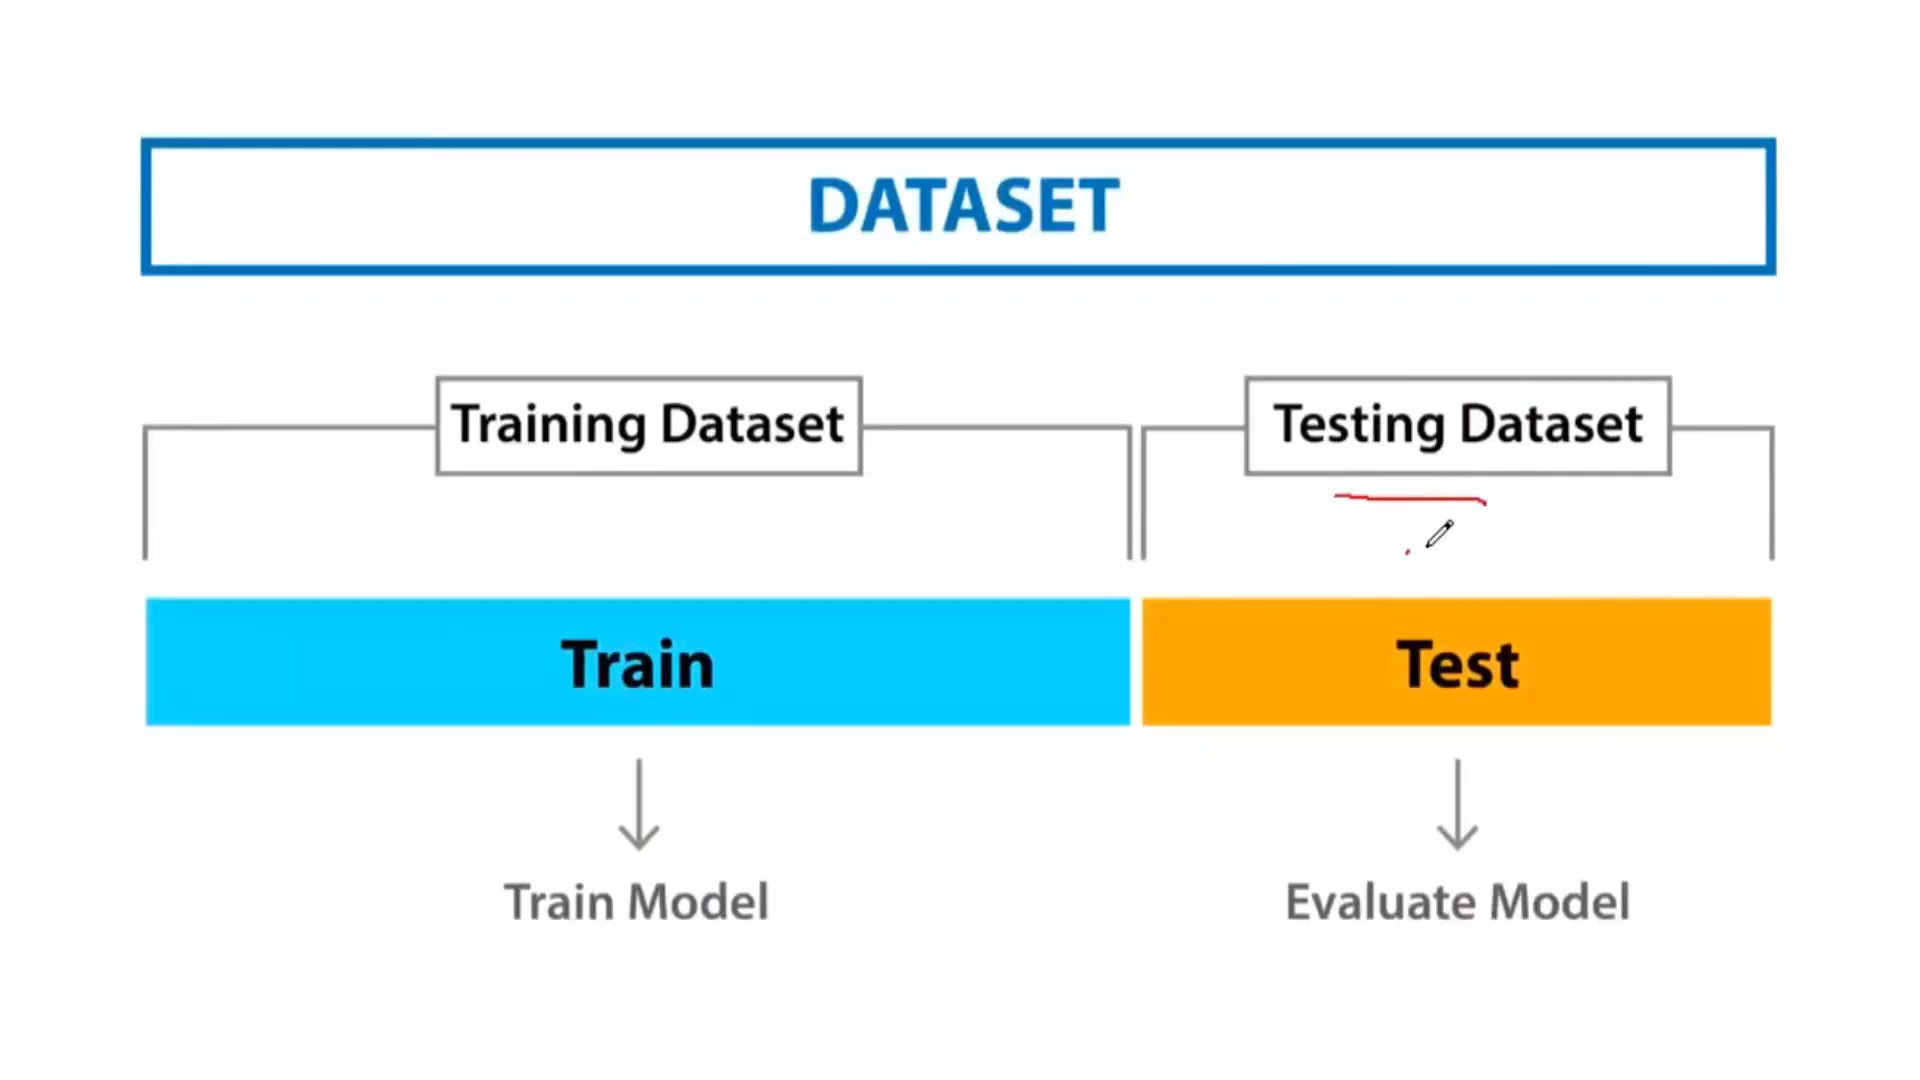 DATASET
Training Dataset
Testing Dataset
Train
Test
Train Model
Evaluate Model